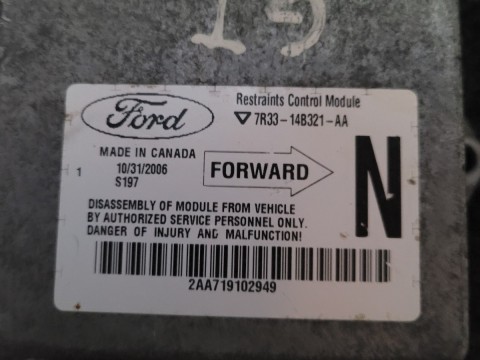 15
Ford
Restraints Control Module
7R33-14B321-AA
MADE IN CANADA
10/31/2006
S197
1
FORWARD
N
DISASSEMBLY OF MODULE FROM VEHICLE
BY AUTHORIZED SERVICE PERSONNEL ONLY.
DANGER OF INJURY AND MALFUNCTION!
2AA719102949